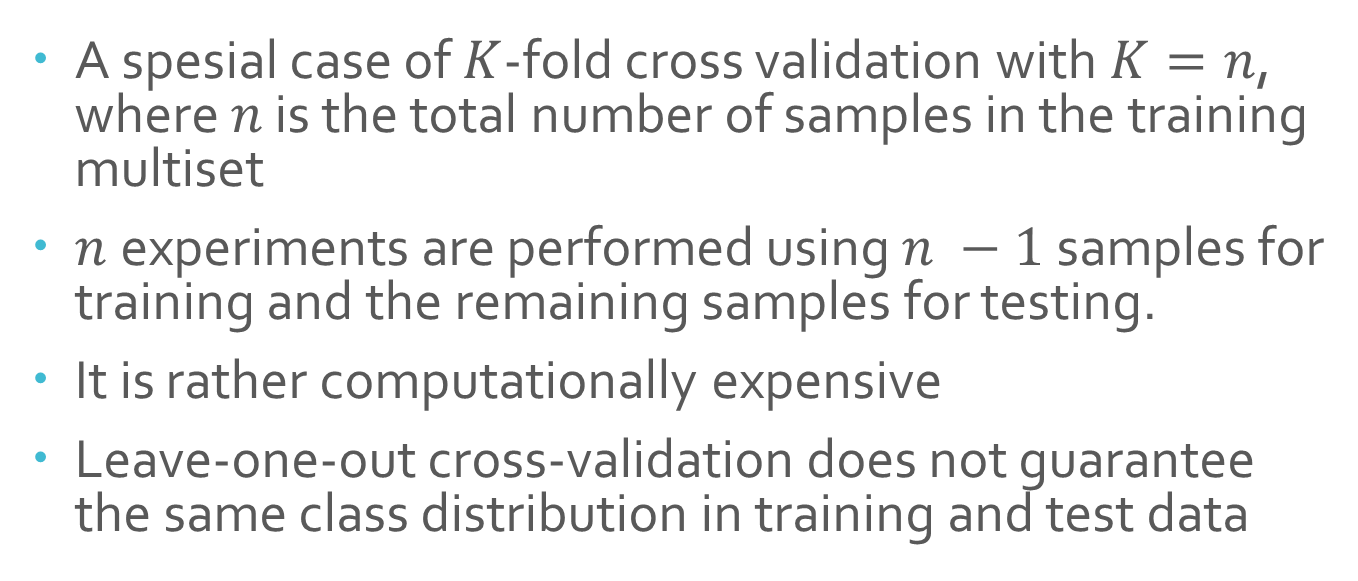 • A spesial case of K-fold cross validation with K = n,
where n is the total number of samples in the training
multiset
• n experiments are performed using n − 1 samples for
training and the remaining samples for testing.
• It is rather computationally expensive
• Leave-one-out cross-validation does not guarantee
the same class distribution in training and test data